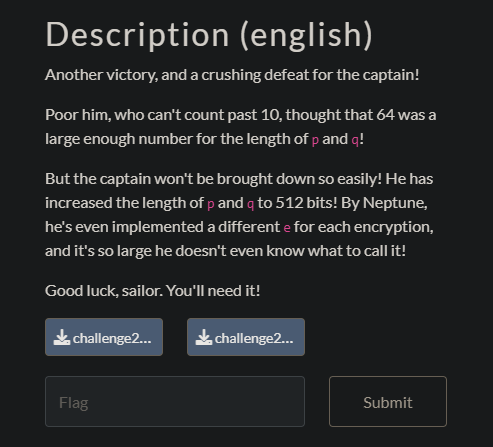 Description (english)
Another victory, and a crushing defeat for the captain!
Poor him, who can't count past 10, thought that 64 was a
large enough number for the length of p and q!
But the captain won't be brought down so easily! He has
increased the length of p and q to 512 bits! By Neptune,
he's even implemented a different e for each encryption,
and it's so large he doesn't even know what to call it!
Good luck, sailor. You'll need it!
challenge2... challenge2...
Flag Submit